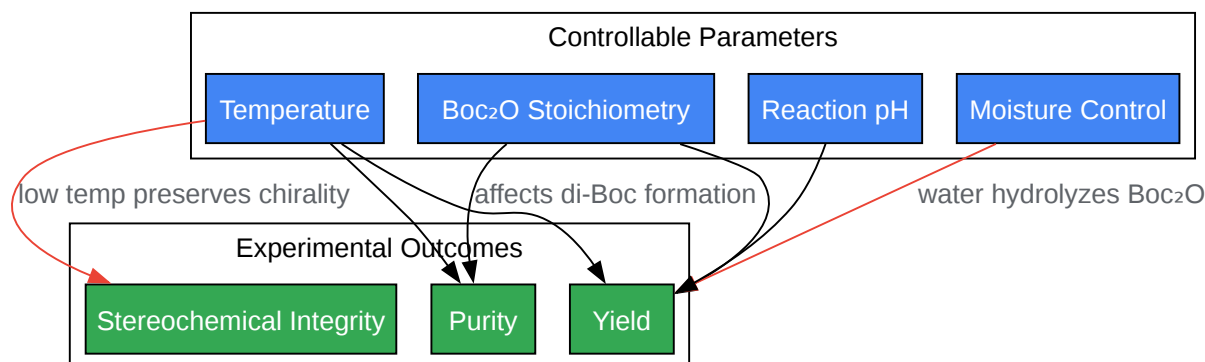 Controllable Parameters
Temperature
Boc₂O Stoichiometry
Reaction pH
Moisture Control
low temp preserves chirality
affects di-Boc formation
water hydrolyzes Boc₂O
Experimental Outcomes
Stereochemical Integrity
Purity
Yield